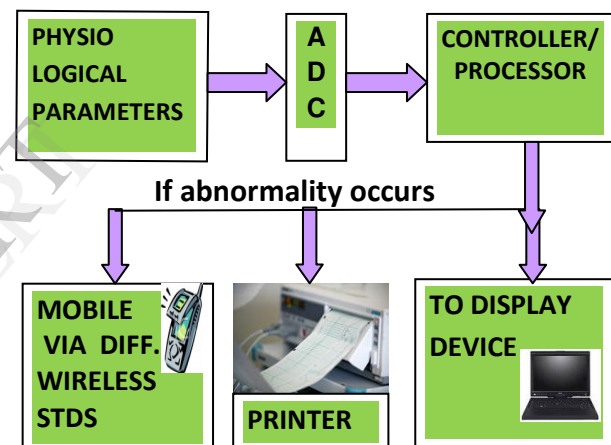 PHYSIO
LOGICAL
PARAMETERS
A
D
C
CONTROLLER/
PROCESSOR
If abnormality occurs
MOBILE
VIA DIFF.
WIRELESS
STDS
PRINTER
TO DISPLAY
DEVICE